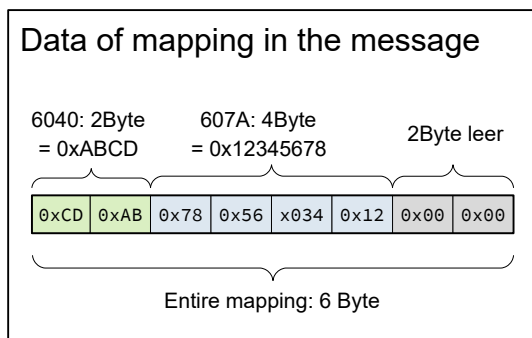 Data of mapping in the message
6040: 2Byte
= 0xABCD
607A: 4Byte
= 0x12345678
2Byte leer
0xCD 0xAB 0x78 0x56 x034 0x12 0x00 0x00
Entire mapping: 6 Byte